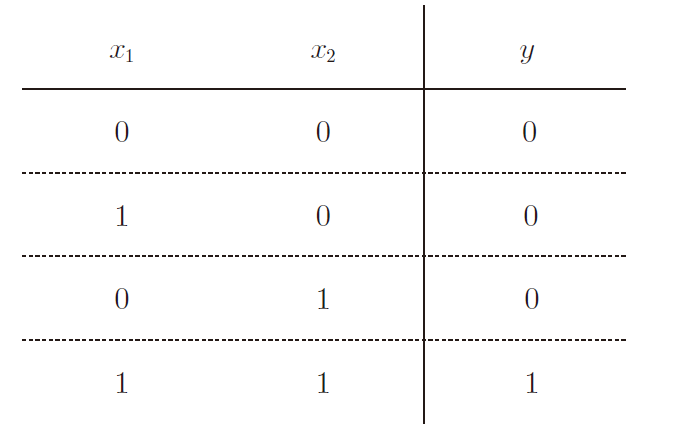 x₁ x₂ y
0 0 0
1 0 0
0 1 0
1 1 1